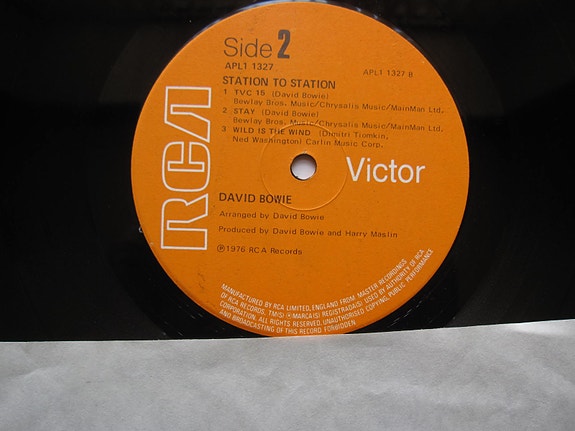 Side 2
APL1 1327
APL1 1327 B
STATION TO STATION
1 TVC 15 (David Bowie)
Bewlay Bros. Music/Chrysalis Music/MainMan Ltd.
2 STAY (David Bowie)
Bewlay Bros. Music/Chrysalis Music/MainMan Ltd.
3 WILD IS THE WIND (Dimitri Tiomkin,
Ned Washington) Carlin Music Corp.
RCA
Victor
DAVID BOWIE
Arranged by David Bowie
Produced by David Bowie and Harry Maslin
℗1976 RCA Records
MANUFACTURED BY RCA LIMITED, ENGLAND FROM MASTER RECORDINGS
OF RCA RECORDS. TM(S) ® MARCA(S) REGISTRADA(S) USED BY AUTHORITY OF RCA
CORPORATION. ALL RIGHTS RESERVED. UNAUTHORISED COPYING, PUBLIC PERFORMANCE
AND BROADCASTING OF THIS RECORD FORBIDDEN